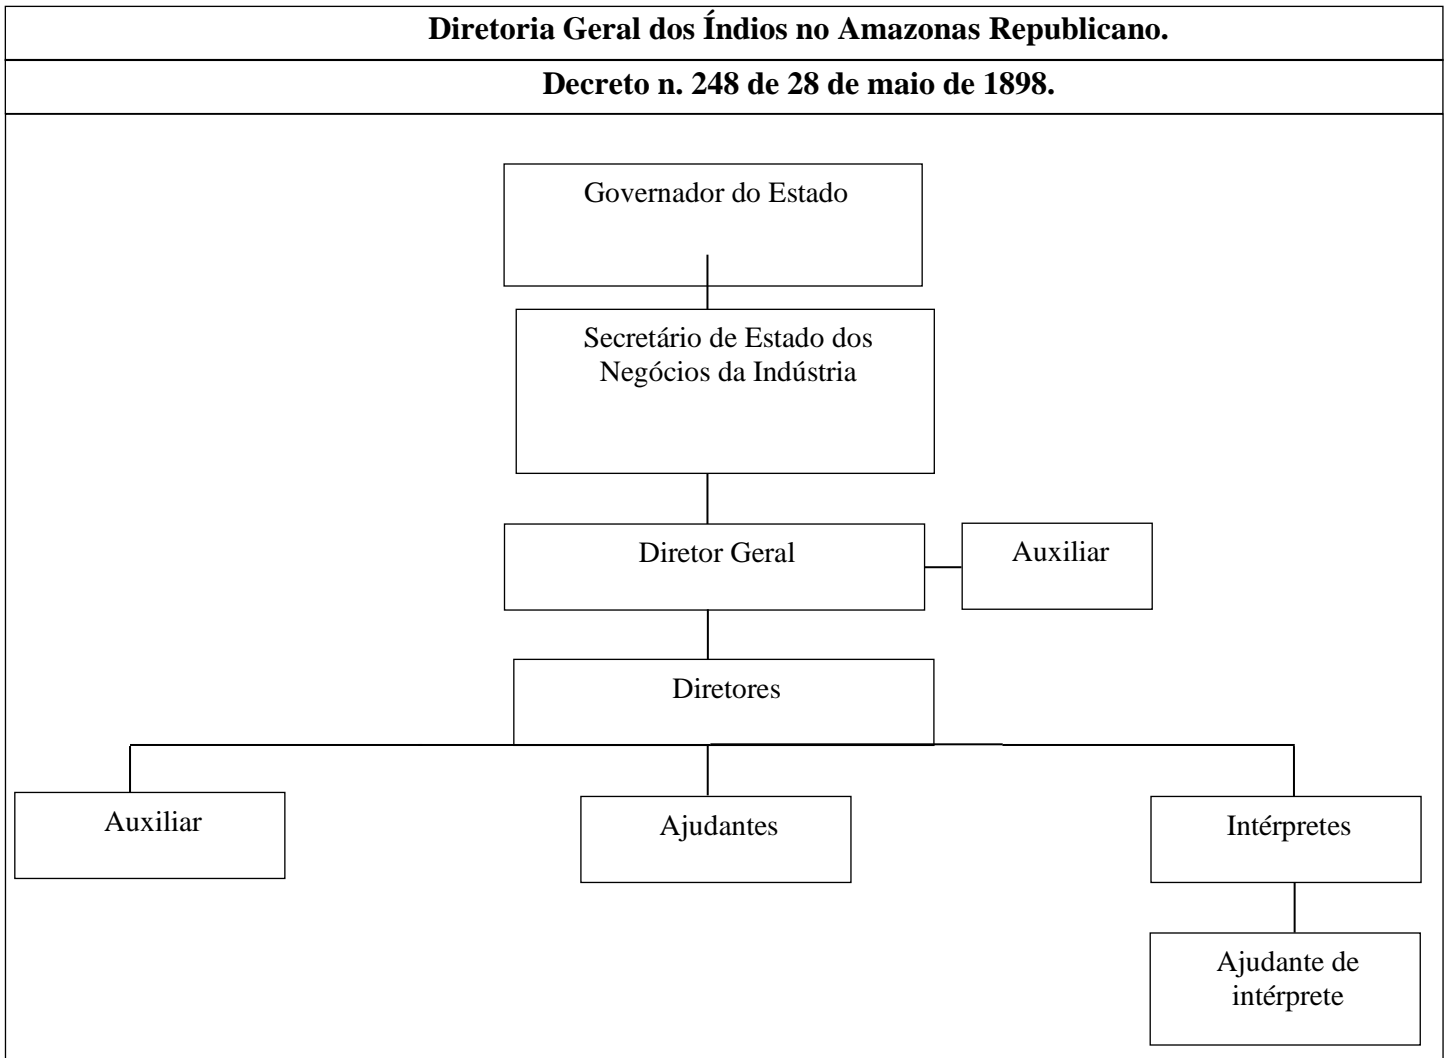 Diretoria Geral dos Índios no Amazonas Republicano.
Decreto n. 248 de 28 de maio de 1898.
Governador do Estado
Secretário de Estado dos
Negócios da Indústria
Diretor Geral
Auxiliar
Diretores
Auxiliar
Ajudantes
Intérpretes
Ajudante de
intérprete